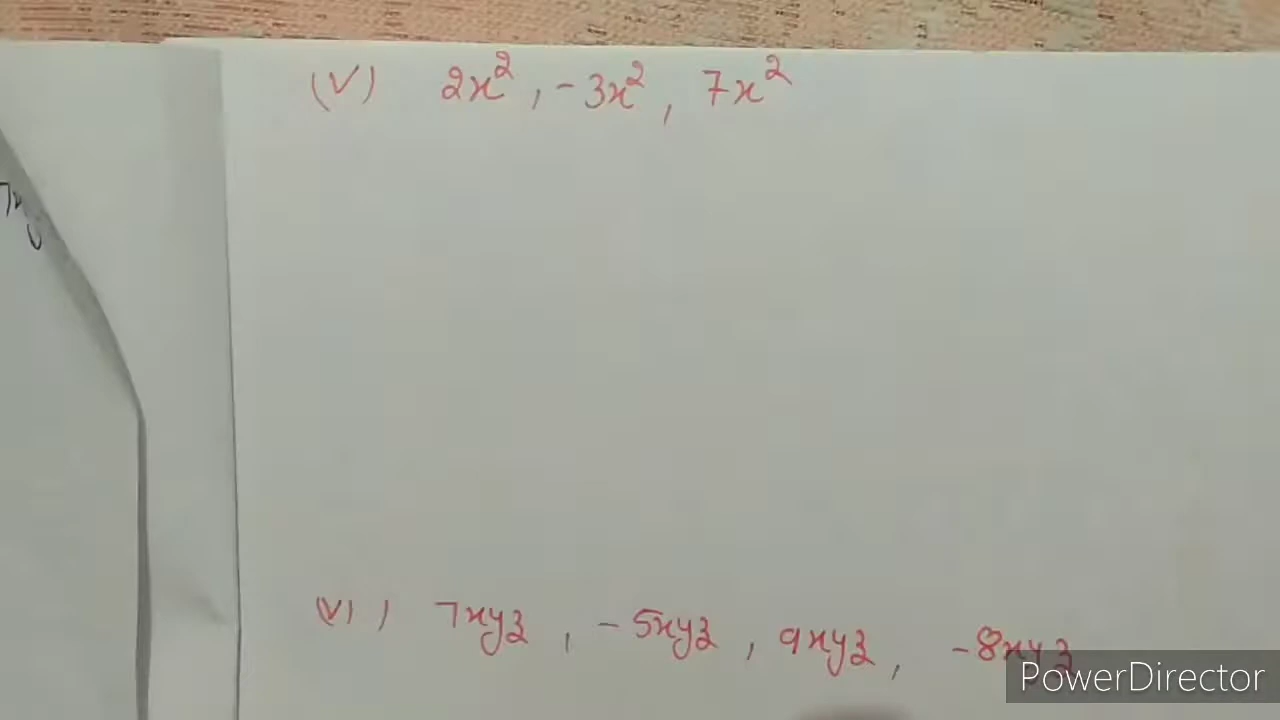 (V) 2x², -3x², 7x²
(VI) 7xyz, -5xyz, 9xyz, -8xyz
PowerDirector